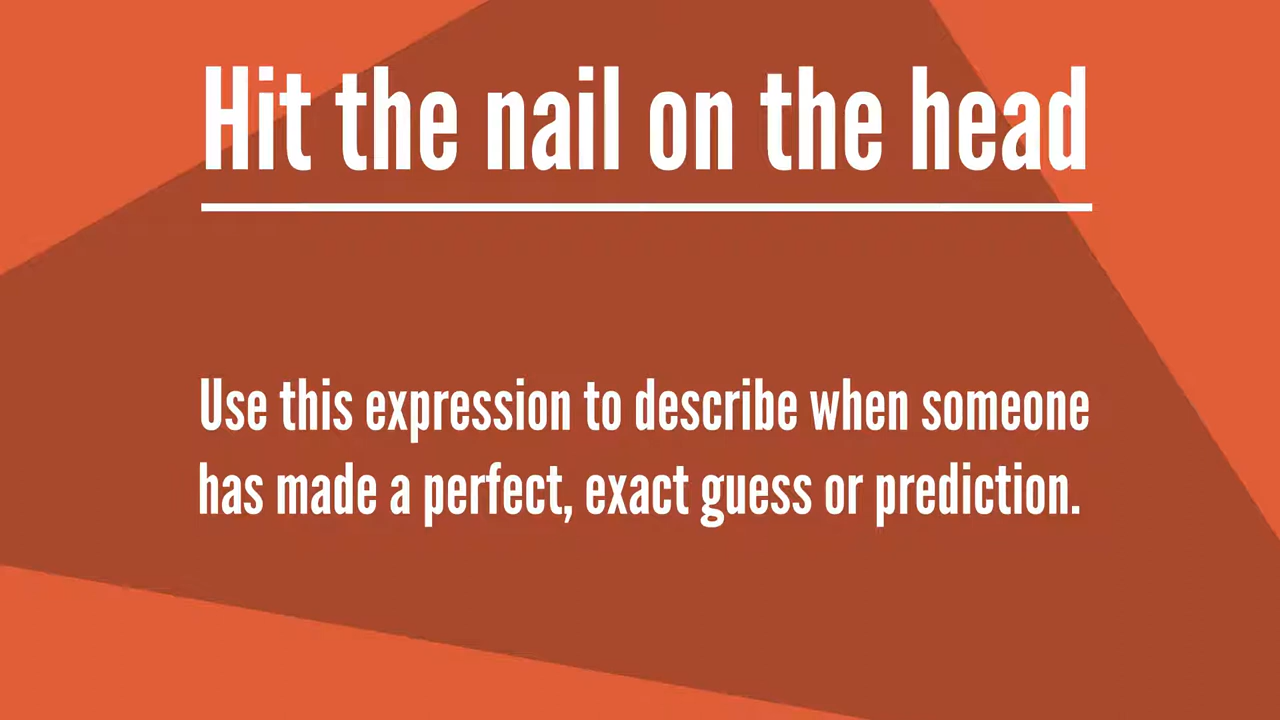 Hit the nail on the head
Use this expression to describe when someone
has made a perfect, exact guess or prediction.